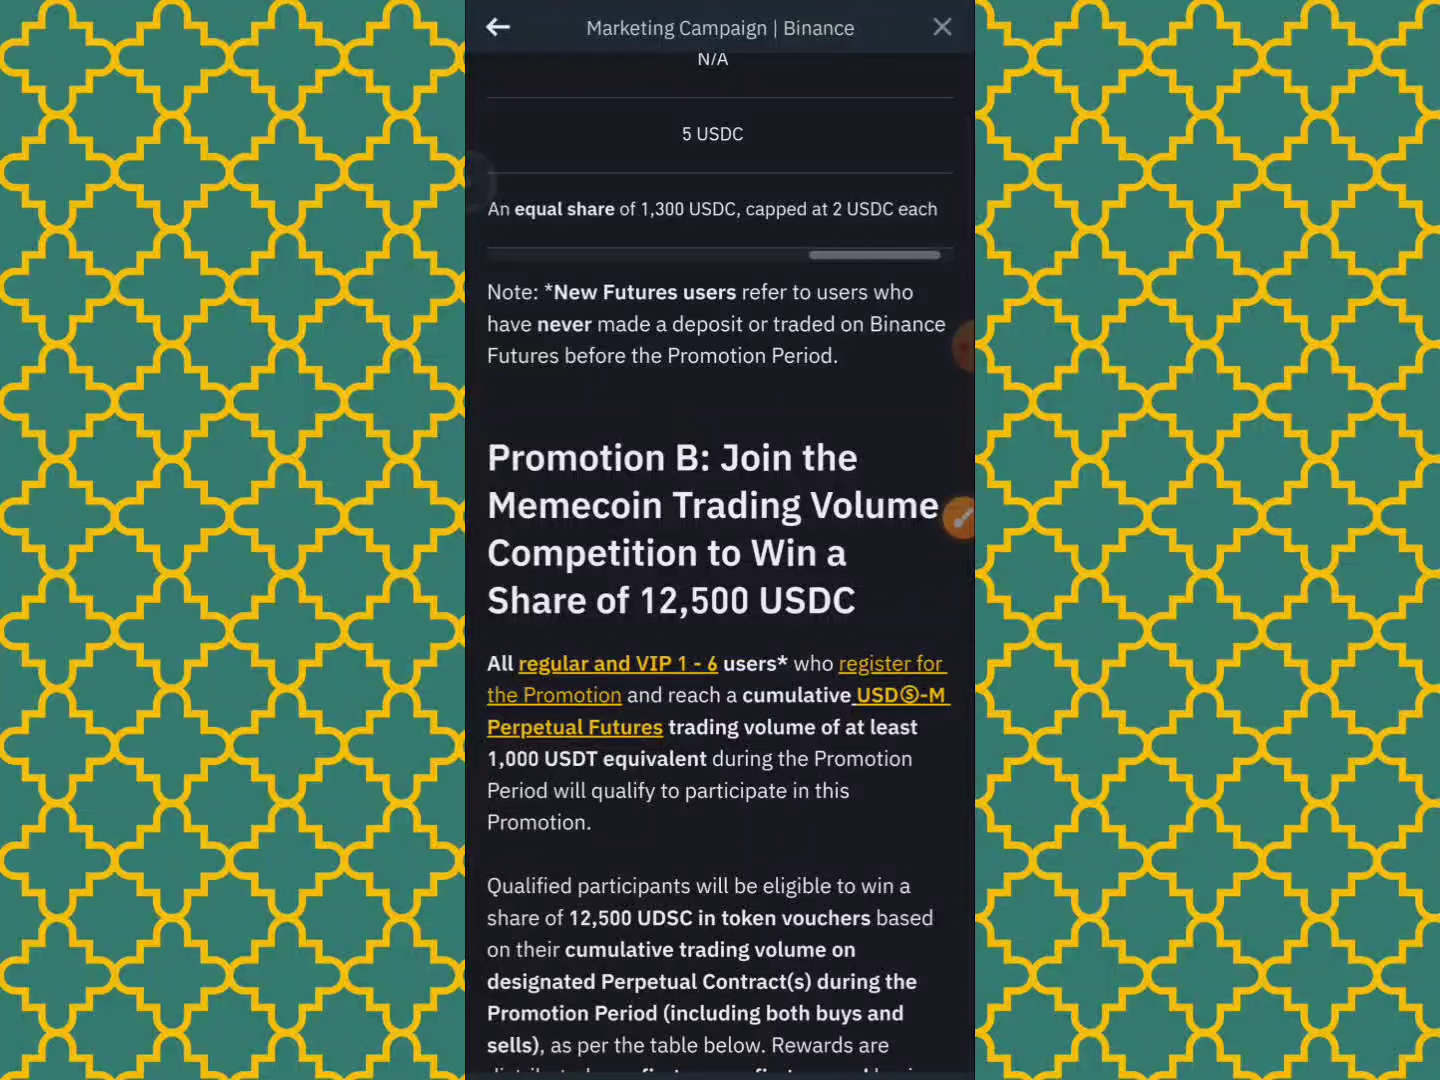 Marketing Campaign | Binance
N/A
5 USDC
An equal share of 1,300 USDC, capped at 2 USDC each
Note: *New Futures users refer to users who
have never made a deposit or traded on Binance
Futures before the Promotion Period.
Promotion B: Join the
Memecoin Trading Volume
Competition to Win a
Share of 12,500 USDC
All regular and VIP 1 - 6 users* who register for
the Promotion and reach a cumulative USDⓈ-M
Perpetual Futures trading volume of at least
1,000 USDT equivalent during the Promotion
Period will qualify to participate in this
Promotion.
Qualified participants will be eligible to win a
share of 12,500 UDSC in token vouchers based
on their cumulative trading volume on
designated Perpetual Contract(s) during the
Promotion Period (including both buys and
sells), as per the table below. Rewards are